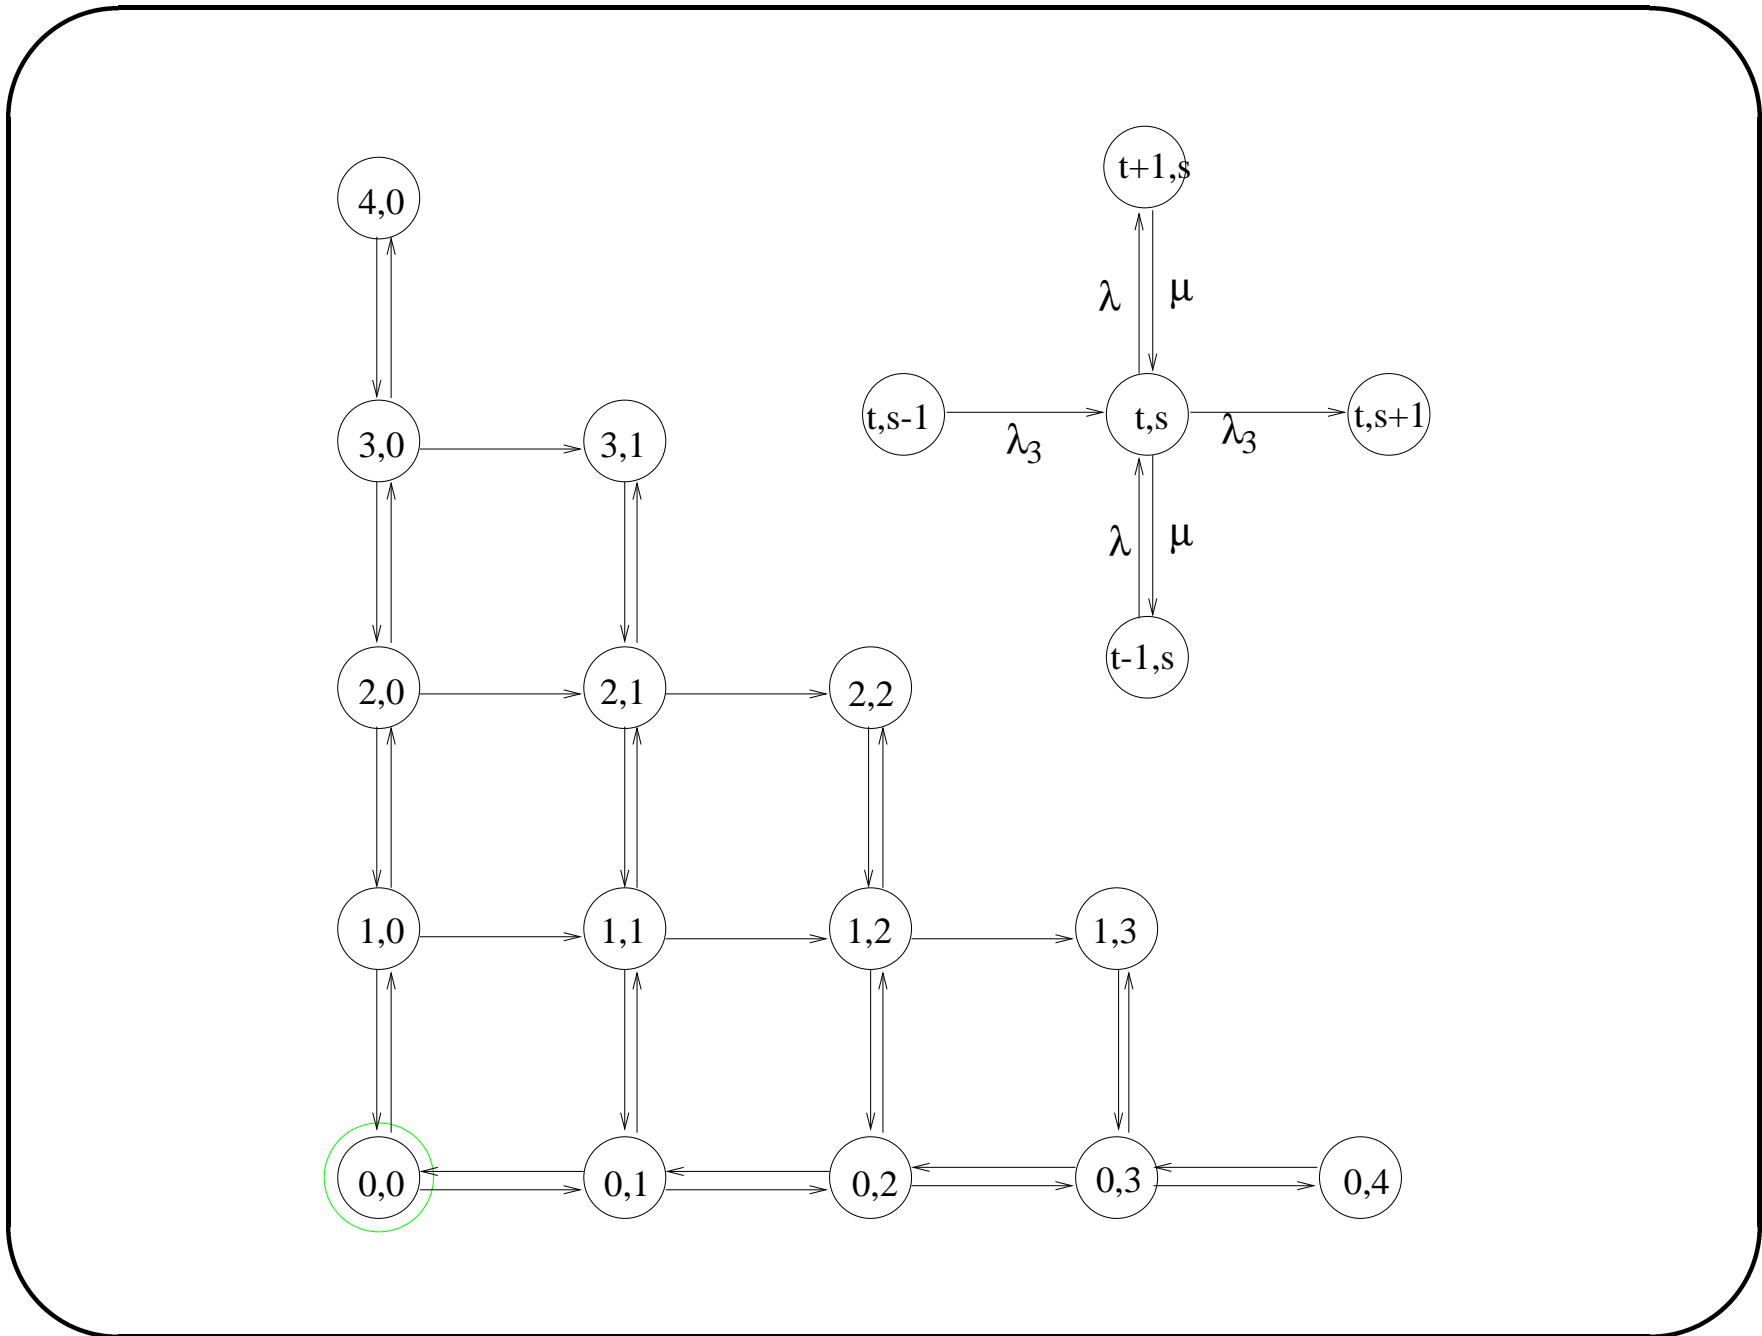 t+1,s
4,0
λ μ
t,s-1 t,s t,s+1
λ3 λ3
3,0 3,1
λ μ
t-1,s
2,0 2,1 2,2
1,0 1,1 1,2 1,3
0,0 0,1 0,2 0,3 0,4